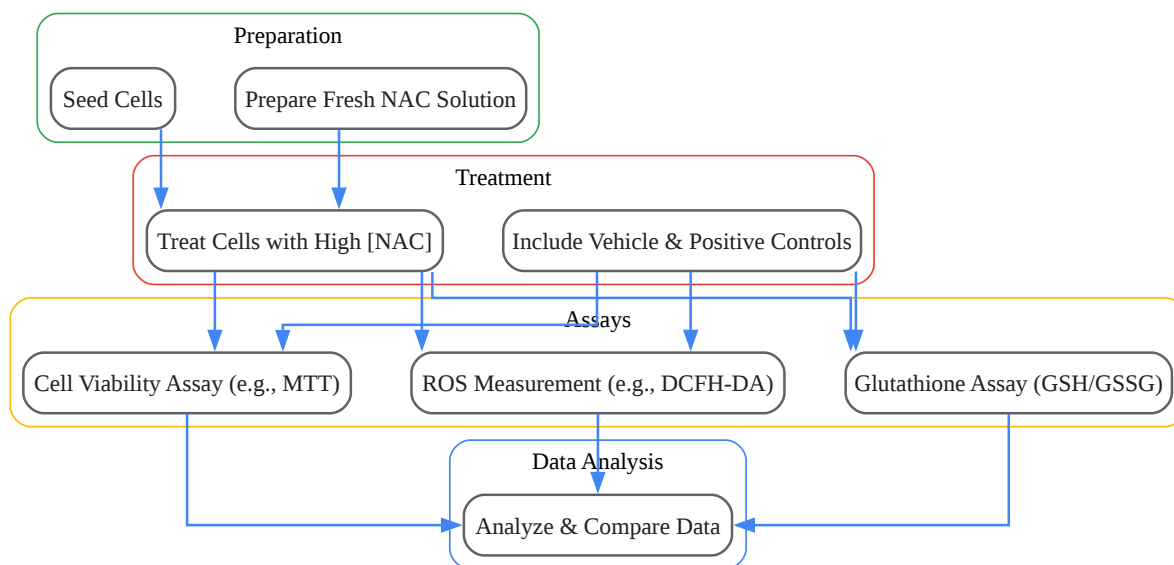 Preparation
Seed Cells
Prepare Fresh NAC Solution
Treatment
Treat Cells with High [NAC]
Include Vehicle & Positive Controls
Assays
Cell Viability Assay (e.g., MTT)
ROS Measurement (e.g., DCFH-DA)
Glutathione Assay (GSH/GSSG)
Data Analysis
Analyze & Compare Data